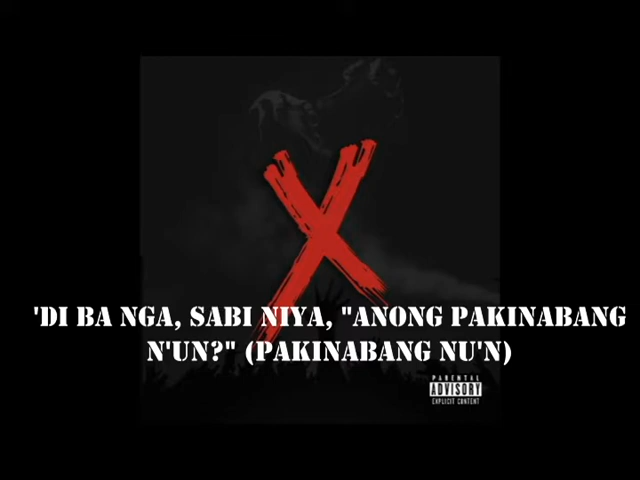 'DI BA NGA, SABI NIYA, "ANONG PAKINABANG
N'UN?" (PAKINABANG NU'N)
PARENTAL
ADVISORY
EXPLICIT CONTENT